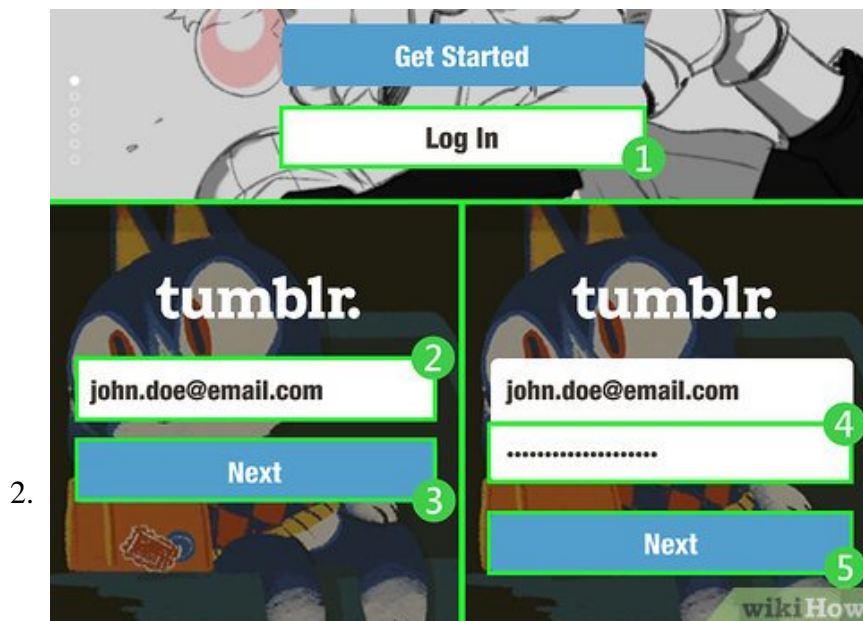 Get Started
Log In
1
tumblr.
2
john.doe@email.com
Next
3
tumblr.
john.doe@email.com
4
••••••••••••••••••••
Next
5
2.
wikiHow